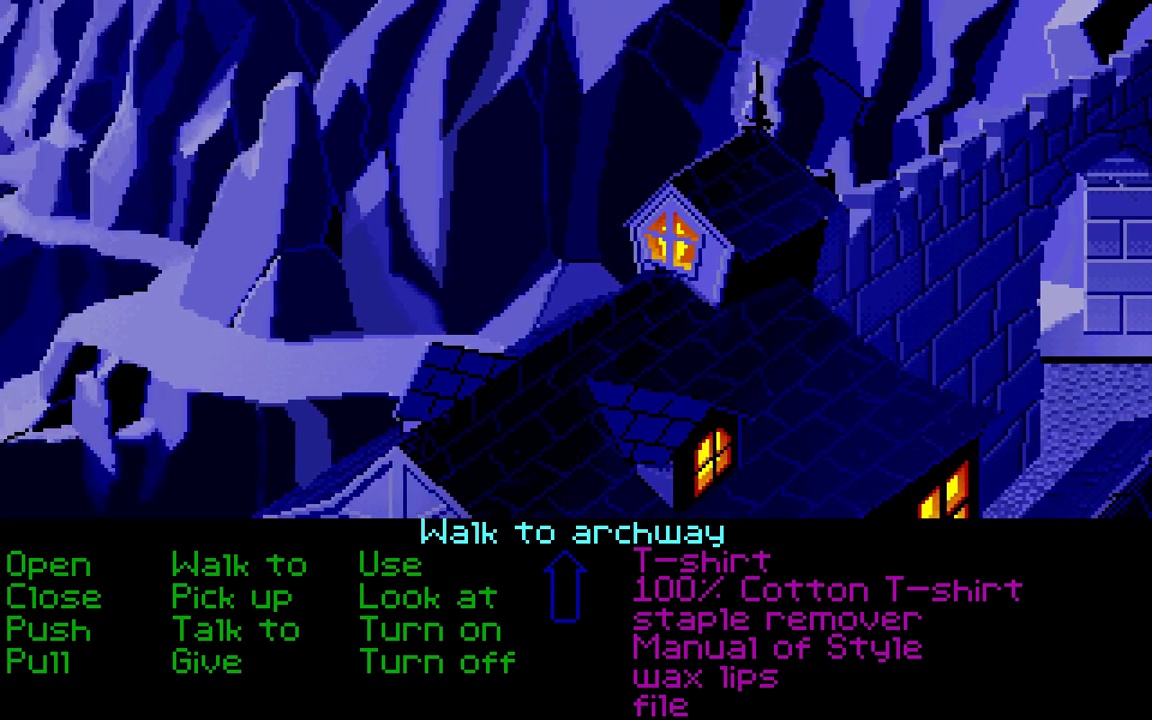 Walk to archway
Open Walk to Use
Close Pick up Look at
Push Talk to Turn on
Pull Give Turn off
T-shirt
100% Cotton T-shirt
staple remover
Manual of Style
wax lips
file